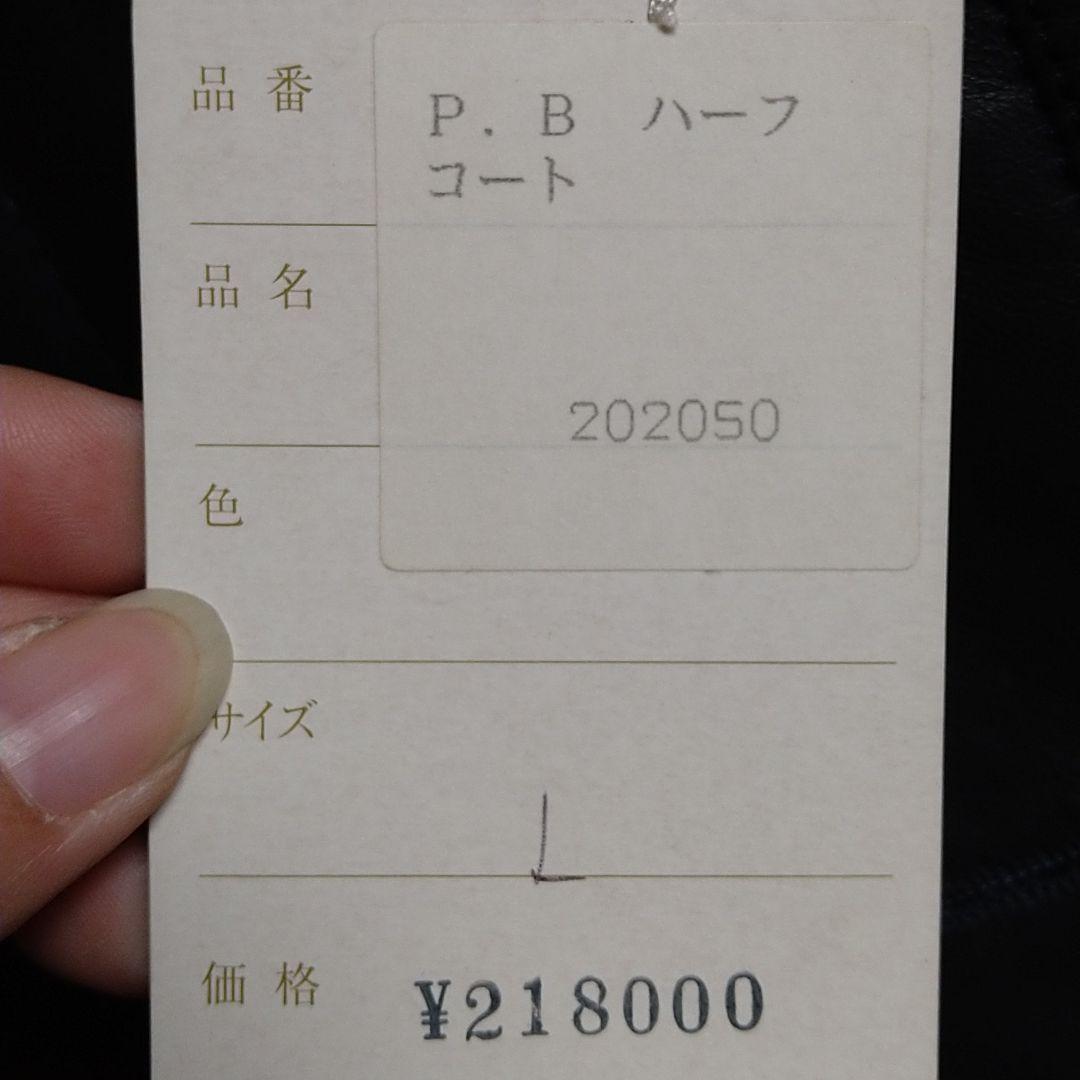 品番
P．B　ハーフ
コート
品名
202050
色
サイズ
L
価格
¥218000